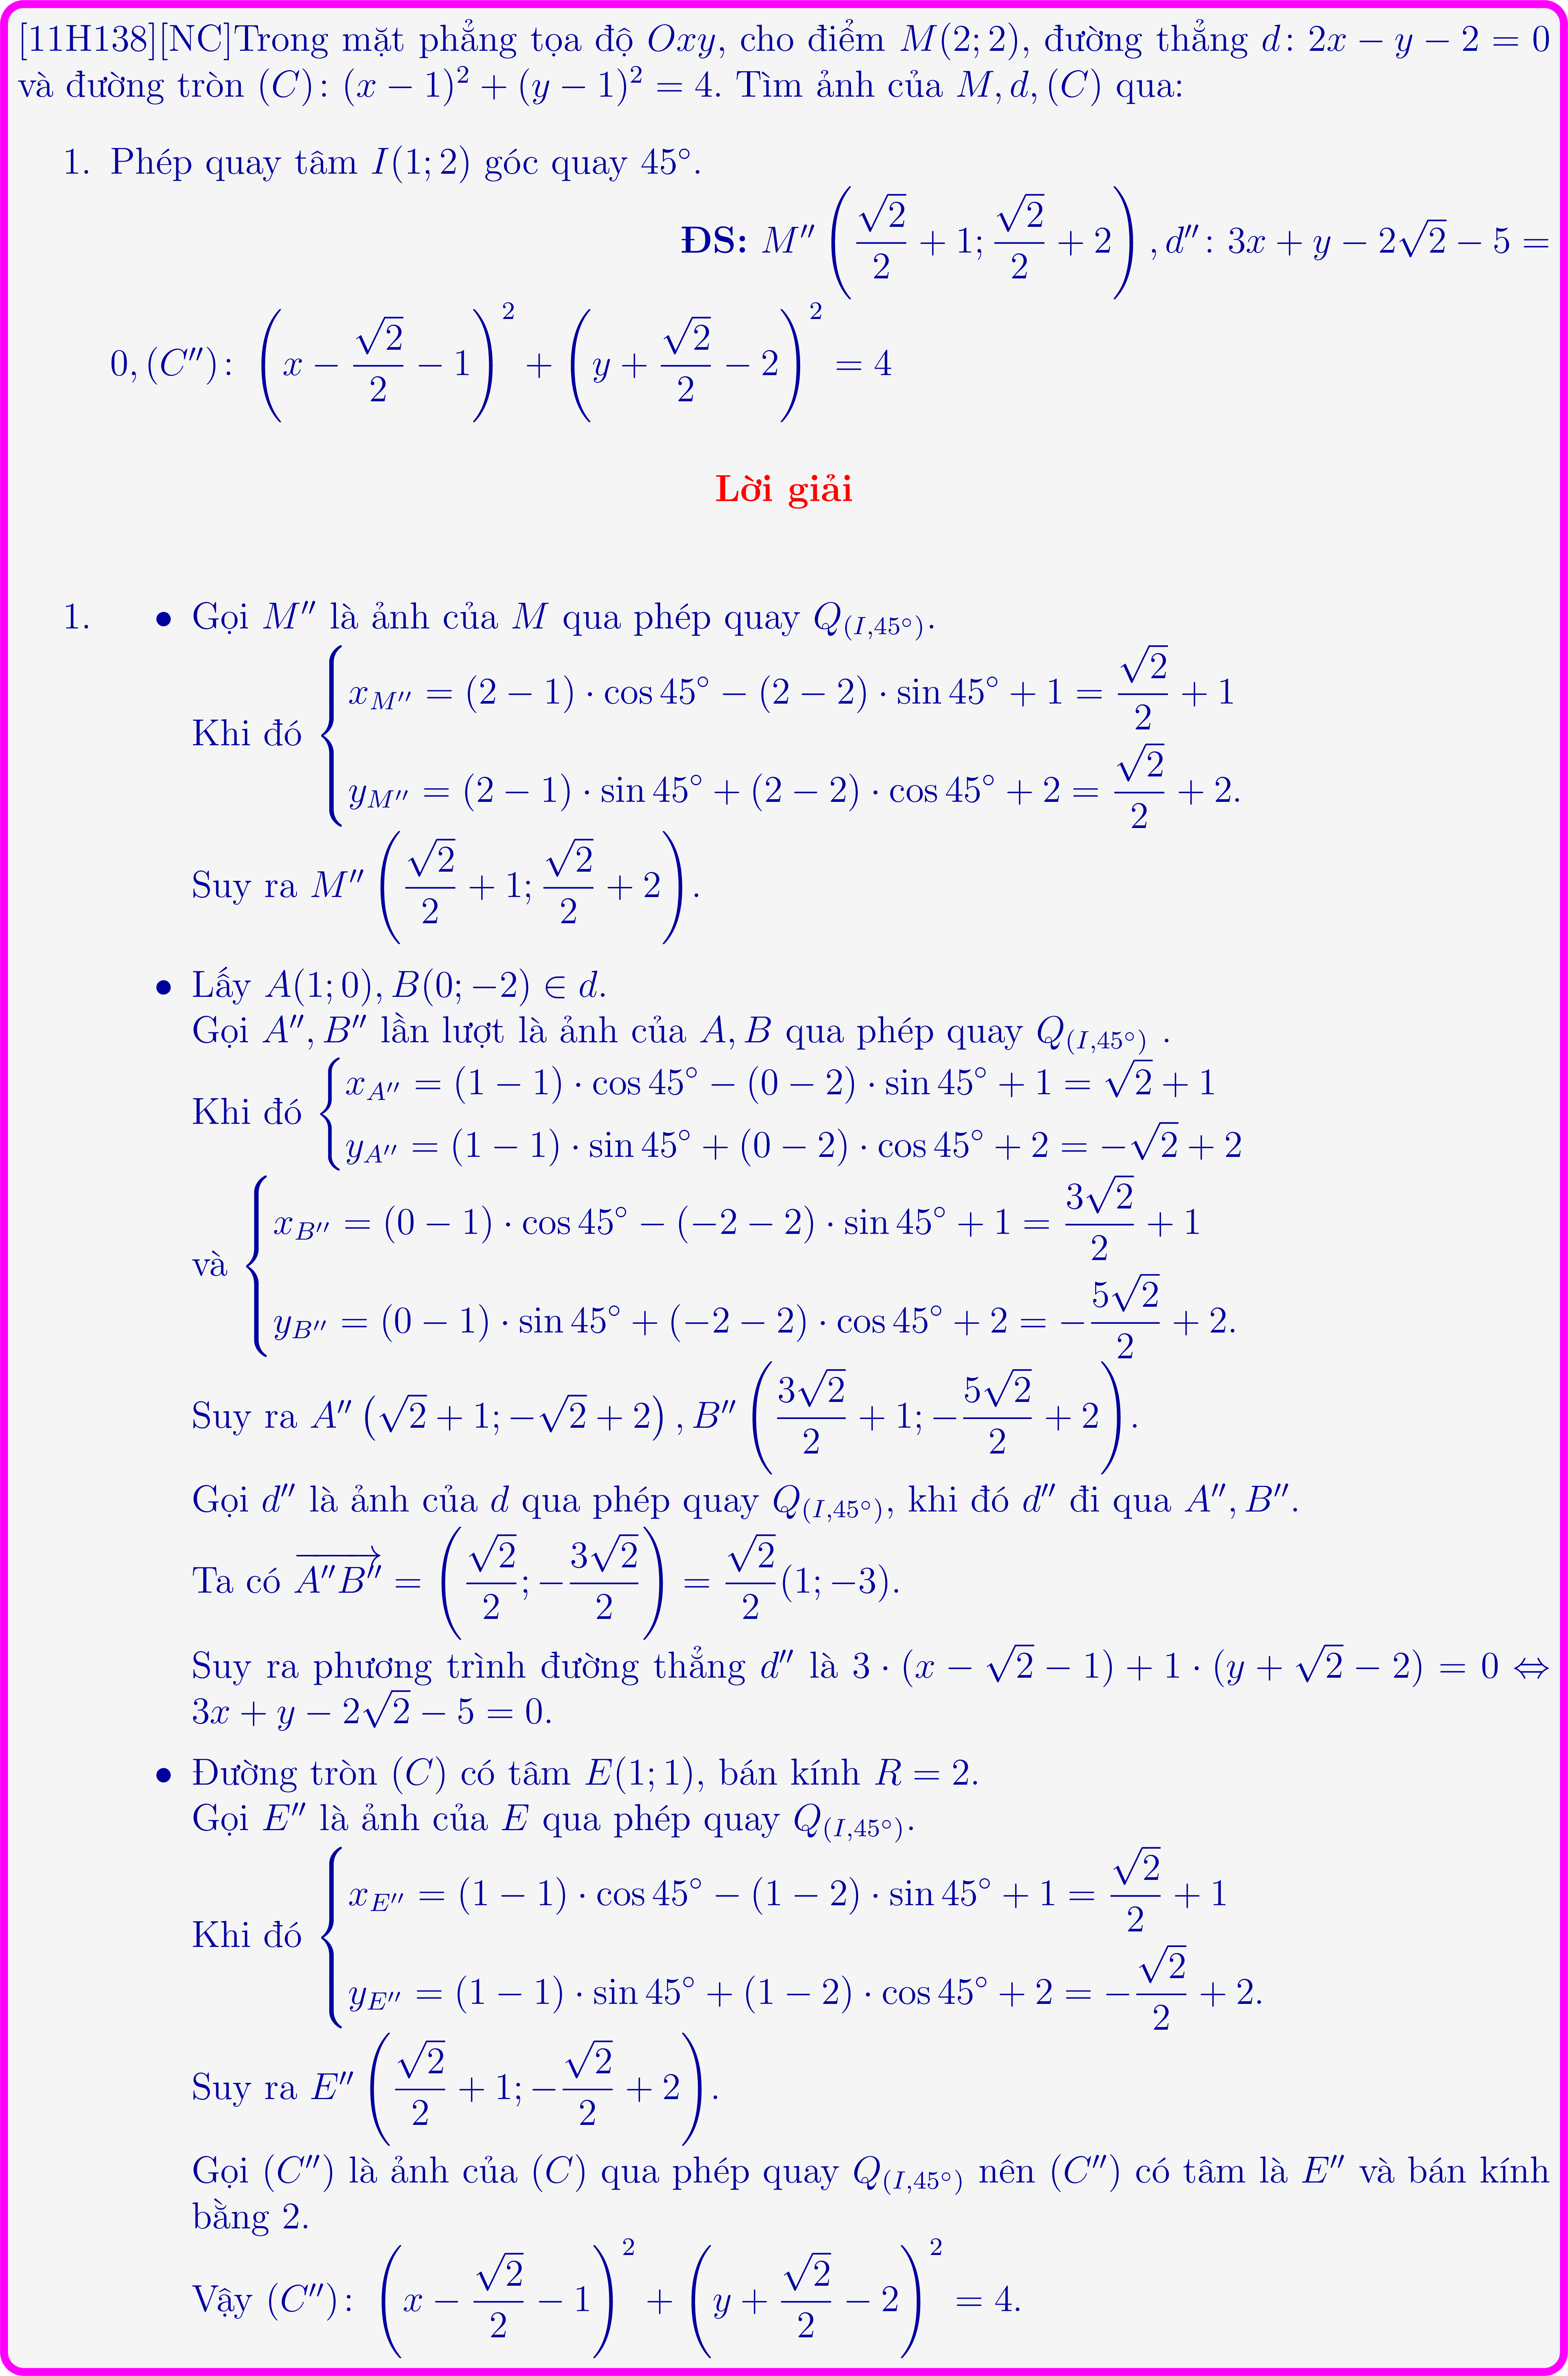 [11H138][NC]Trong mặt phẳng tọa độ $Oxy$, cho điểm $M(2;2)$, đường thẳng $d\colon 2x-y-2=0$
và đường tròn $(C)\colon (x-1)^2+(y-1)^2=4$. Tìm ảnh của $M,d,(C)$ qua:
1. Phép quay tâm $I(1;2)$ góc quay $45^\circ$.
ĐS: $M''\left(\dfrac{\sqrt{2}}{2}+1;\dfrac{\sqrt{2}}{2}+2\right),d''\colon 3x+y-2\sqrt{2}-5=$
$0,(C'')\colon \left(x-\dfrac{\sqrt{2}}{2}-1\right)^2+\left(y+\dfrac{\sqrt{2}}{2}-2\right)^2=4$
Lời giải
1. • Gọi $M''$ là ảnh của $M$ qua phép quay $Q_{(I,45^\circ)}$.
Khi đó $\begin{cases}x_{M''}=(2-1)\cdot\cos 45^\circ-(2-2)\cdot\sin 45^\circ+1=\dfrac{\sqrt{2}}{2}+1\\y_{M''}=(2-1)\cdot\sin 45^\circ+(2-2)\cdot\cos 45^\circ+2=\dfrac{\sqrt{2}}{2}+2.\end{cases}$
Suy ra $M''\left(\dfrac{\sqrt{2}}{2}+1;\dfrac{\sqrt{2}}{2}+2\right)$.
• Lấy $A(1;0),B(0;-2)\in d$.
Gọi $A'',B''$ lần lượt là ảnh của $A,B$ qua phép quay $Q_{(I,45^\circ)}$ .
Khi đó $\begin{cases}x_{A''}=(1-1)\cdot\cos 45^\circ-(0-2)\cdot\sin 45^\circ+1=\sqrt{2}+1\\y_{A''}=(1-1)\cdot\sin 45^\circ+(0-2)\cdot\cos 45^\circ+2=-\sqrt{2}+2\end{cases}$
và $\begin{cases}x_{B''}=(0-1)\cdot\cos 45^\circ-(-2-2)\cdot\sin 45^\circ+1=\dfrac{3\sqrt{2}}{2}+1\\y_{B''}=(0-1)\cdot\sin 45^\circ+(-2-2)\cdot\cos 45^\circ+2=-\dfrac{5\sqrt{2}}{2}+2.\end{cases}$
Suy ra $A''\left(\sqrt{2}+1;-\sqrt{2}+2\right),B''\left(\dfrac{3\sqrt{2}}{2}+1;-\dfrac{5\sqrt{2}}{2}+2\right)$.
Gọi $d''$ là ảnh của $d$ qua phép quay $Q_{(I,45^\circ)}$, khi đó $d''$ đi qua $A'',B''$.
Ta có $\overrightarrow{A''B''}=\left(\dfrac{\sqrt{2}}{2};-\dfrac{3\sqrt{2}}{2}\right)=\dfrac{\sqrt{2}}{2}(1;-3)$.
Suy ra phương trình đường thẳng $d''$ là $3\cdot(x-\sqrt{2}-1)+1\cdot(y+\sqrt{2}-2)=0\Leftrightarrow$
$3x+y-2\sqrt{2}-5=0$.
• Đường tròn $(C)$ có tâm $E(1;1)$, bán kính $R=2$.
Gọi $E''$ là ảnh của $E$ qua phép quay $Q_{(I,45^\circ)}$.
Khi đó $\begin{cases}x_{E''}=(1-1)\cdot\cos 45^\circ-(1-2)\cdot\sin 45^\circ+1=\dfrac{\sqrt{2}}{2}+1\\y_{E''}=(1-1)\cdot\sin 45^\circ+(1-2)\cdot\cos 45^\circ+2=-\dfrac{\sqrt{2}}{2}+2.\end{cases}$
Suy ra $E''\left(\dfrac{\sqrt{2}}{2}+1;-\dfrac{\sqrt{2}}{2}+2\right)$.
Gọi $(C'')$ là ảnh của $(C)$ qua phép quay $Q_{(I,45^\circ)}$ nên $(C'')$ có tâm là $E''$ và bán kính
bằng 2.
Vậy $(C'')\colon \left(x-\dfrac{\sqrt{2}}{2}-1\right)^2+\left(y+\dfrac{\sqrt{2}}{2}-2\right)^2=4$.